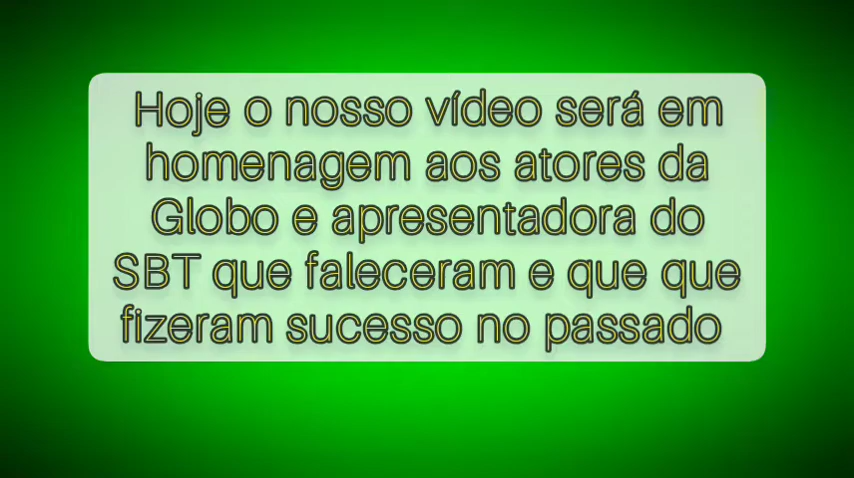 Hoje o nosso vídeo será em
homenagem aos atores da
Globo e apresentadora do
SBT que faleceram e que que
fizeram sucesso no passado